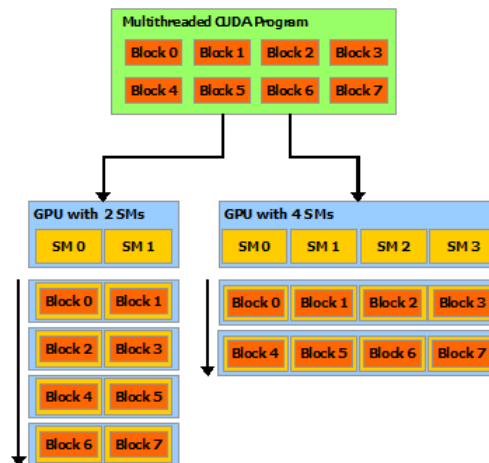 Multithreaded CUDA Program
Block 0 Block 1 Block 2 Block 3
Block 4 Block 5 Block 6 Block 7
GPU with 2 SMs
SM 0 SM 1
Block 0 Block 1
Block 2 Block 3
Block 4 Block 5
Block 6 Block 7
GPU with 4 SMs
SM 0 SM 1 SM 2 SM 3
Block 0 Block 1 Block 2 Block 3
Block 4 Block 5 Block 6 Block 7